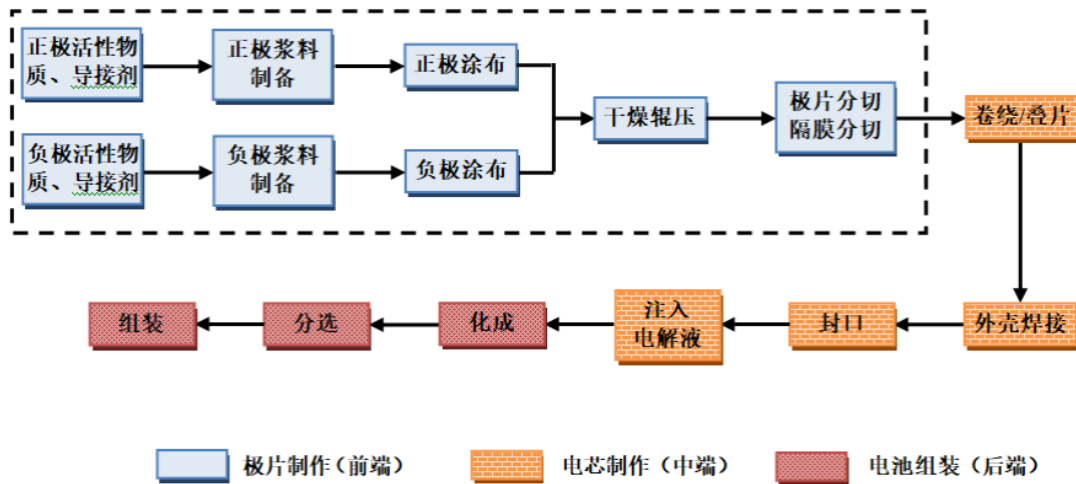 正极活性物
质、导接剂
正极浆料
制备
正极涂布
负极活性物
质、导接剂
负极浆料
制备
负极涂布
干燥辊压
极片分切
隔膜分切
卷绕/叠片
外壳焊接
封口
注入
电解液
化成
分选
组装
极片制作（前端）
电芯制作（中端）
电池组装（后端）